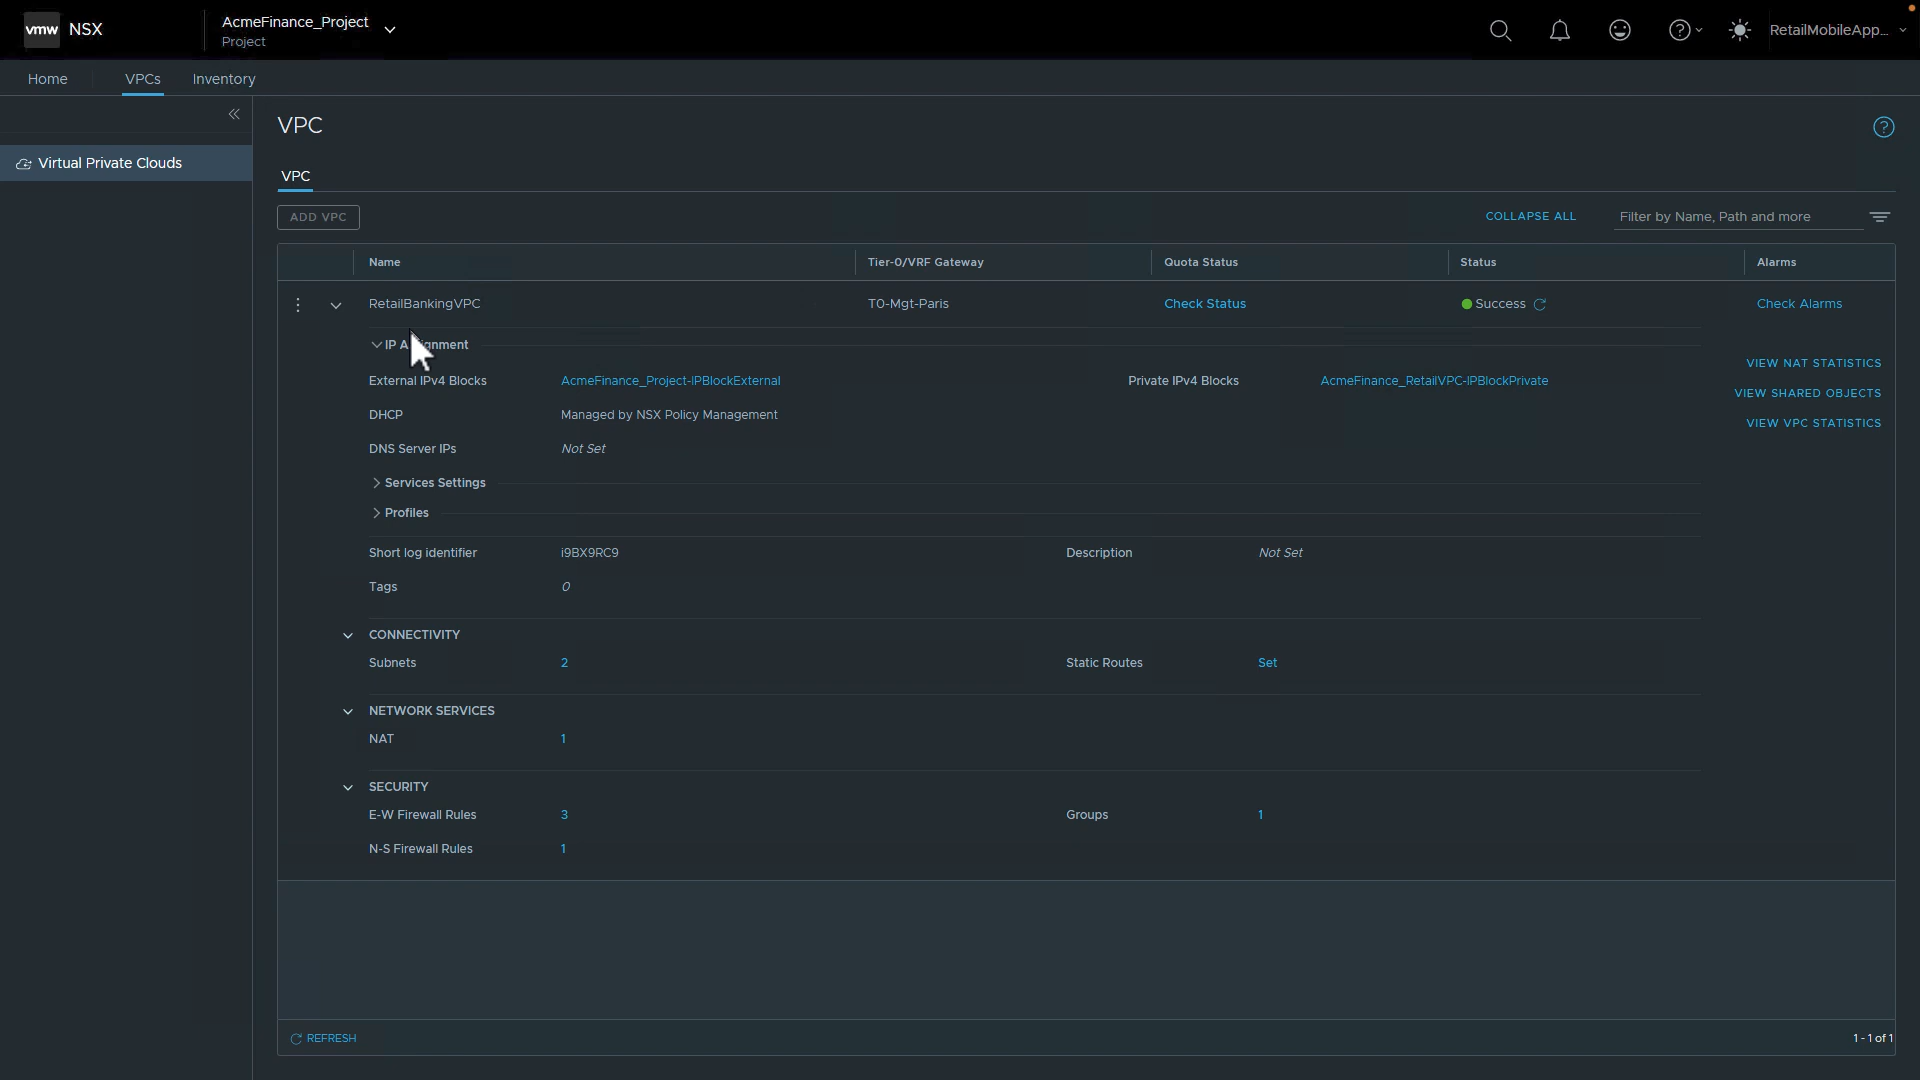 vmw NSX
AcmeFinance_Project
Project
RetailMobileApp...
Home VPCs Inventory
VPC
Virtual Private Clouds
VPC
ADD VPC COLLAPSE ALL Filter by Name, Path and more
Name Tier-0/VRF Gateway Quota Status Status Alarms
RetailBankingVPC T0-Mgt-Paris Check Status Success Check Alarms
IP Assignment
VIEW NAT STATISTICS
External IPv4 Blocks AcmeFinance_Project-IPBlockExternal Private IPv4 Blocks AcmeFinance_RetailVPC-IPBlockPrivate
VIEW SHARED OBJECTS
DHCP Managed by NSX Policy Management
VIEW VPC STATISTICS
DNS Server IPs Not Set
Services Settings
Profiles
Short log identifier i9BX9RC9 Description Not Set
Tags 0
CONNECTIVITY
Subnets 2 Static Routes Set
NETWORK SERVICES
NAT 1
SECURITY
E-W Firewall Rules 3 Groups 1
N-S Firewall Rules 1
REFRESH 1 - 1 of 1